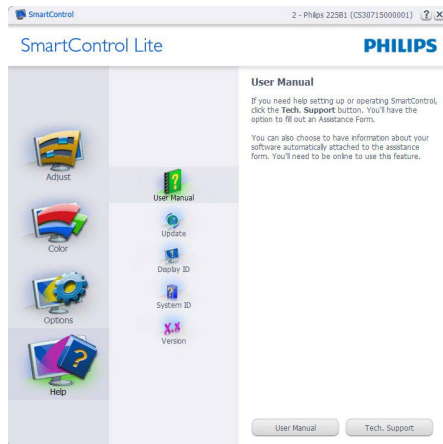 SmartControl
2 - Philips 225B1 (CS30715000001)
SmartControl Lite
PHILIPS
Adjust
Color
Options
Help
User Manual
Update
Display ID
System ID
X.X
Version
User Manual
If you need help setting up or operating SmartControl,
click the Tech. Support button. You'll have the
option to fill out an Assistance Form.
You can also choose to have information about your
software automatically attached to the assistance
form. You'll need to be online to use this feature.
User Manual
Tech. Support